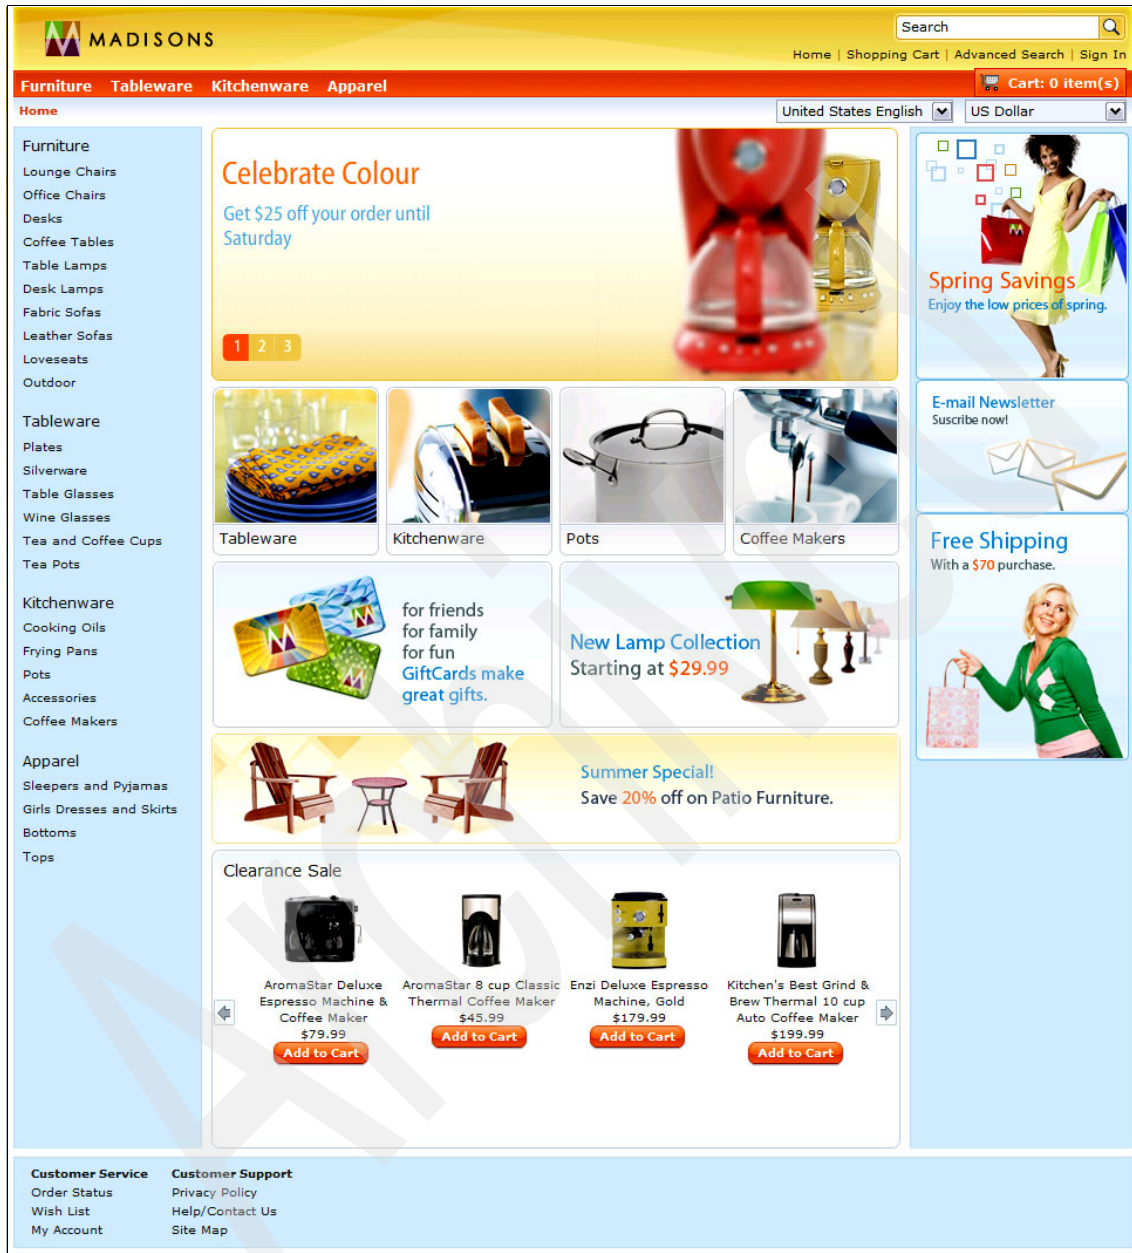 MADISONS
Search
Home | Shopping Cart | Advanced Search | Sign In
Furniture Tableware Kitchenware Apparel
Cart: 0 item(s)
Home
United States English
US Dollar
Furniture
Lounge Chairs
Office Chairs
Desks
Coffee Tables
Table Lamps
Desk Lamps
Fabric Sofas
Leather Sofas
Loveseats
Outdoor
Tableware
Plates
Silverware
Table Glasses
Wine Glasses
Tea and Coffee Cups
Tea Pots
Kitchenware
Cooking Oils
Frying Pans
Pots
Accessories
Coffee Makers
Apparel
Sleepers and Pyjamas
Girls Dresses and Skirts
Bottoms
Tops
Celebrate Colour
Get $25 off your order until
Saturday
1 2 3
Tableware
Kitchenware
Pots
Coffee Makers
for friends
for family
for fun
GiftCards make
great gifts.
New Lamp Collection
Starting at $29.99
Summer Special!
Save 20% off on Patio Furniture.
Clearance Sale
AromaStar Deluxe
Espresso Machine &
Coffee Maker
$79.99
Add to Cart
AromaStar 8 cup Classic
Thermal Coffee Maker
$45.99
Add to Cart
Enzi Deluxe Espresso
Machine, Gold
$179.99
Add to Cart
Kitchen's Best Grind &
Brew Thermal 10 cup
Auto Coffee Maker
$199.99
Add to Cart
Spring Savings
Enjoy the low prices of spring.
E-mail Newsletter
Suscribe now!
Free Shipping
With a $70 purchase.
Customer Service
Order Status
Wish List
My Account
Customer Support
Privacy Policy
Help/Contact Us
Site Map
Archived